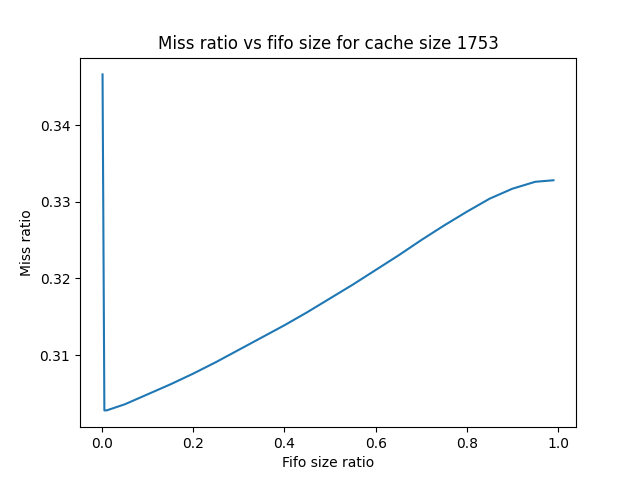 Miss ratio vs fifo size for cache size 1753
0.34
0.33
0.32
0.31
Miss ratio
0.0 0.2 0.4 0.6 0.8 1.0
Fifo size ratio